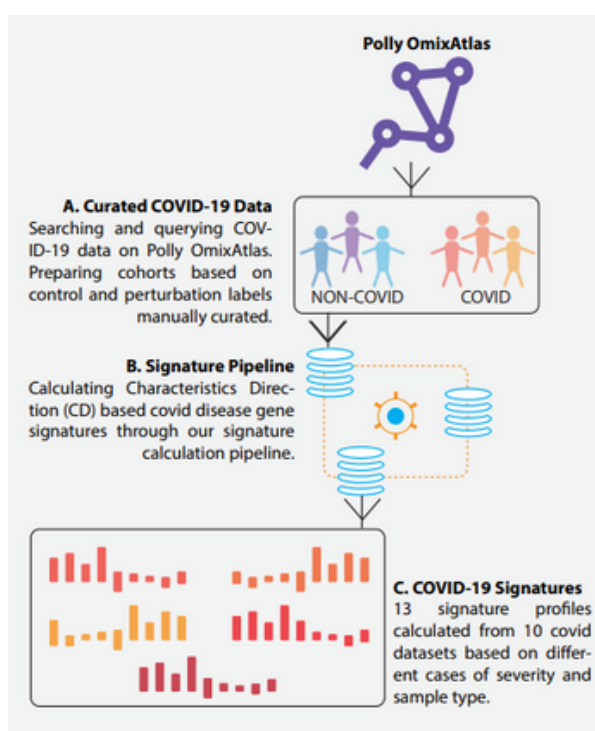 Polly OmixAtlas
A. Curated COVID-19 Data
Searching and querying COV-
ID-19 data on Polly OmixAtlas.
Preparing cohorts based on
control and perturbation labels
manually curated.
NON-COVID
COVID
B. Signature Pipeline
Calculating Characteristics Direc-
tion (CD) based covid disease gene
signatures through our signature
calculation pipeline.
C. COVID-19 Signatures
13 signature profiles
calculated from 10 covid
datasets based on differ-
ent cases of severity and
sample type.